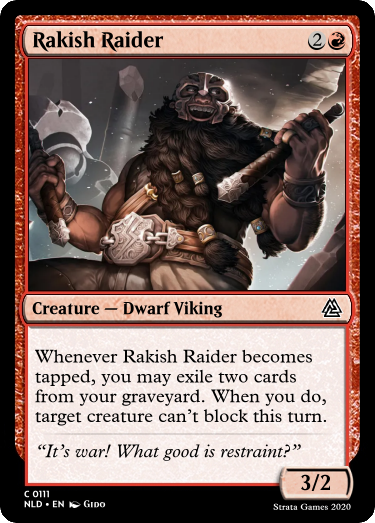 Rakish Raider 2
Creature — Dwarf Viking
Whenever Rakish Raider becomes
tapped, you may exile two cards
from your graveyard. When you do,
target creature can't block this turn.
“It's war! What good is restraint?”
3/2
C 0111
NLD • EN Gido
Strata Games 2020